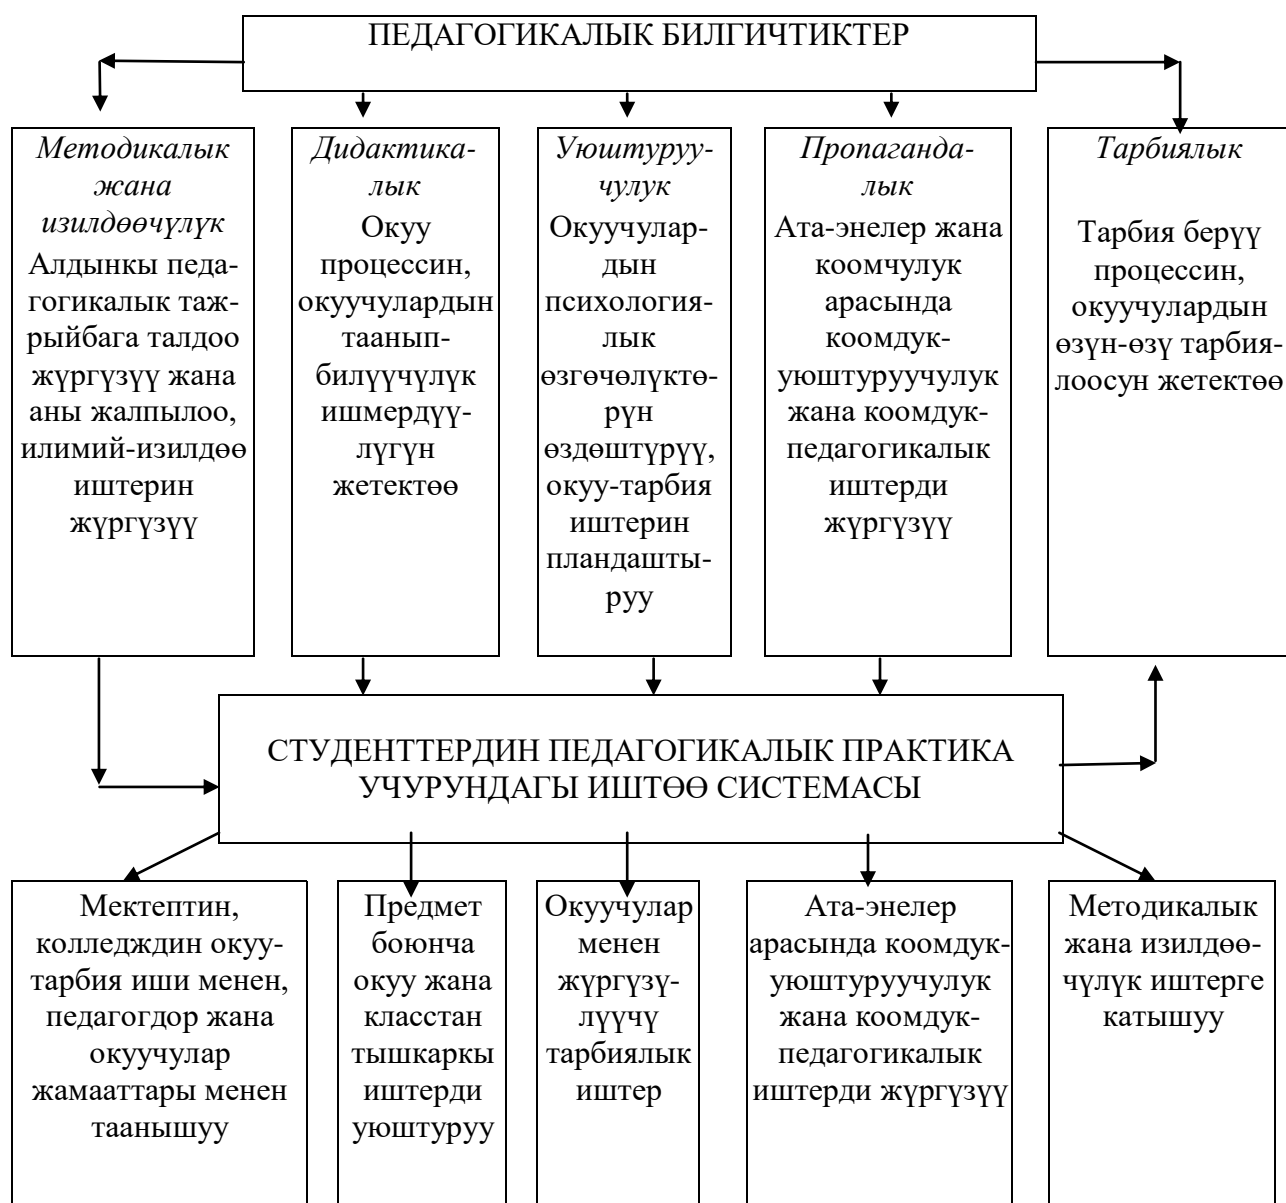 ПЕДАГОГИКАЛЫК БИЛГИЧТИКТЕР
Методикалык
жана
изилдөөчүлүк
Алдынкы педа-
гогикалык таж-
рыйбага талдоо
жүргүзүү жана
аны жалпылоо,
илимий-изилдөө
иштерин
жүргүзүү
Дидактика-
лык
Окуу
процессин,
окуучулардын
таанып-
билүүчүлүк
ишмердүү-
лүгүн
жетектөө
Уюштуруу-
чулук
Окуучулар-
дын
психология-
лык
өзгөчөлүктө-
рүн
өздөштүрүү,
окуу-тарбия
иштерин
пландашты-
руу
Пропаганда-
лык
Ата-энелер жана
коомчулук
арасында
коомдук-
уюштуруучулук
жана коомдук-
педагогикалык
иштерди
жүргүзүү
Тарбиялык
Тарбия берүү
процессин,
окуучулардын
өзүн-өзү тарбия-
лоосун жетектөө
СТУДЕНТТЕРДИН ПЕДАГОГИКАЛЫК ПРАКТИКА
УЧУРУНДАГЫ ИШТӨӨ СИСТЕМАСЫ
Мектептин,
колледждин окуу-
тарбия иши менен,
педагогдор жана
окуучулар
жамааттары менен
таанышуу
Предмет
боюнча
окуу жана
класстан
тышкаркы
иштерди
уюштуруу
Окуучулар
менен
жүргүзү-
лүүчү
тарбиялык
иштер
Ата-энелер
арасында коомдук-
уюштуруучулук
жана коомдук-
педагогикалык
иштерди жүргүзүү
Методикалык
жана изилдөө-
чүлүк иштерге
катышуу